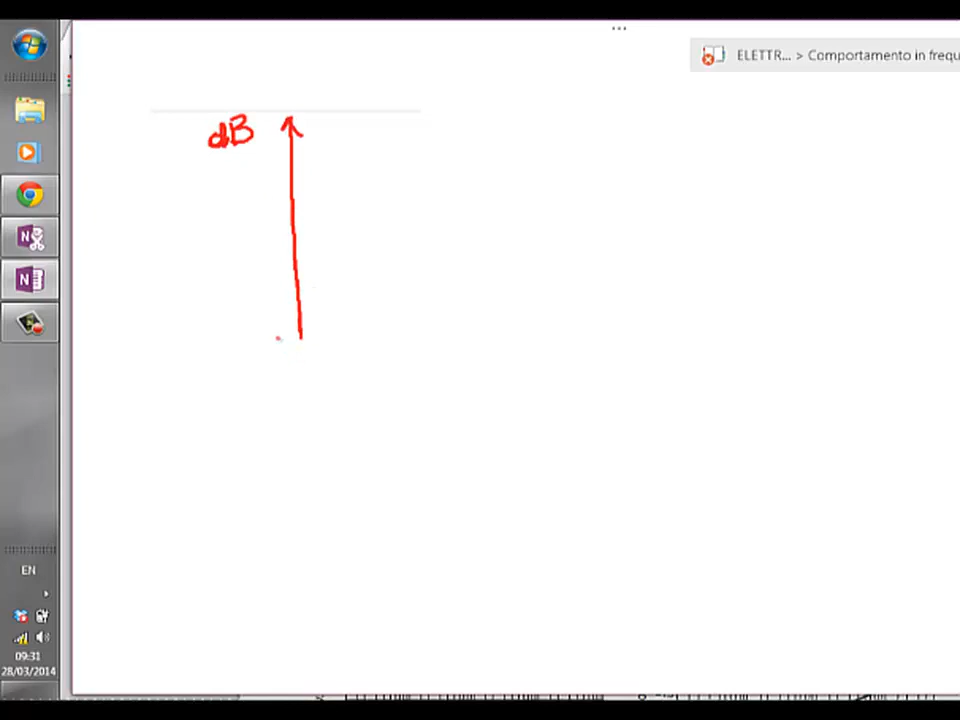 ...
ELETTR... > Comportamento in frequ
dB
N
N
EN
09:31
28/03/2014